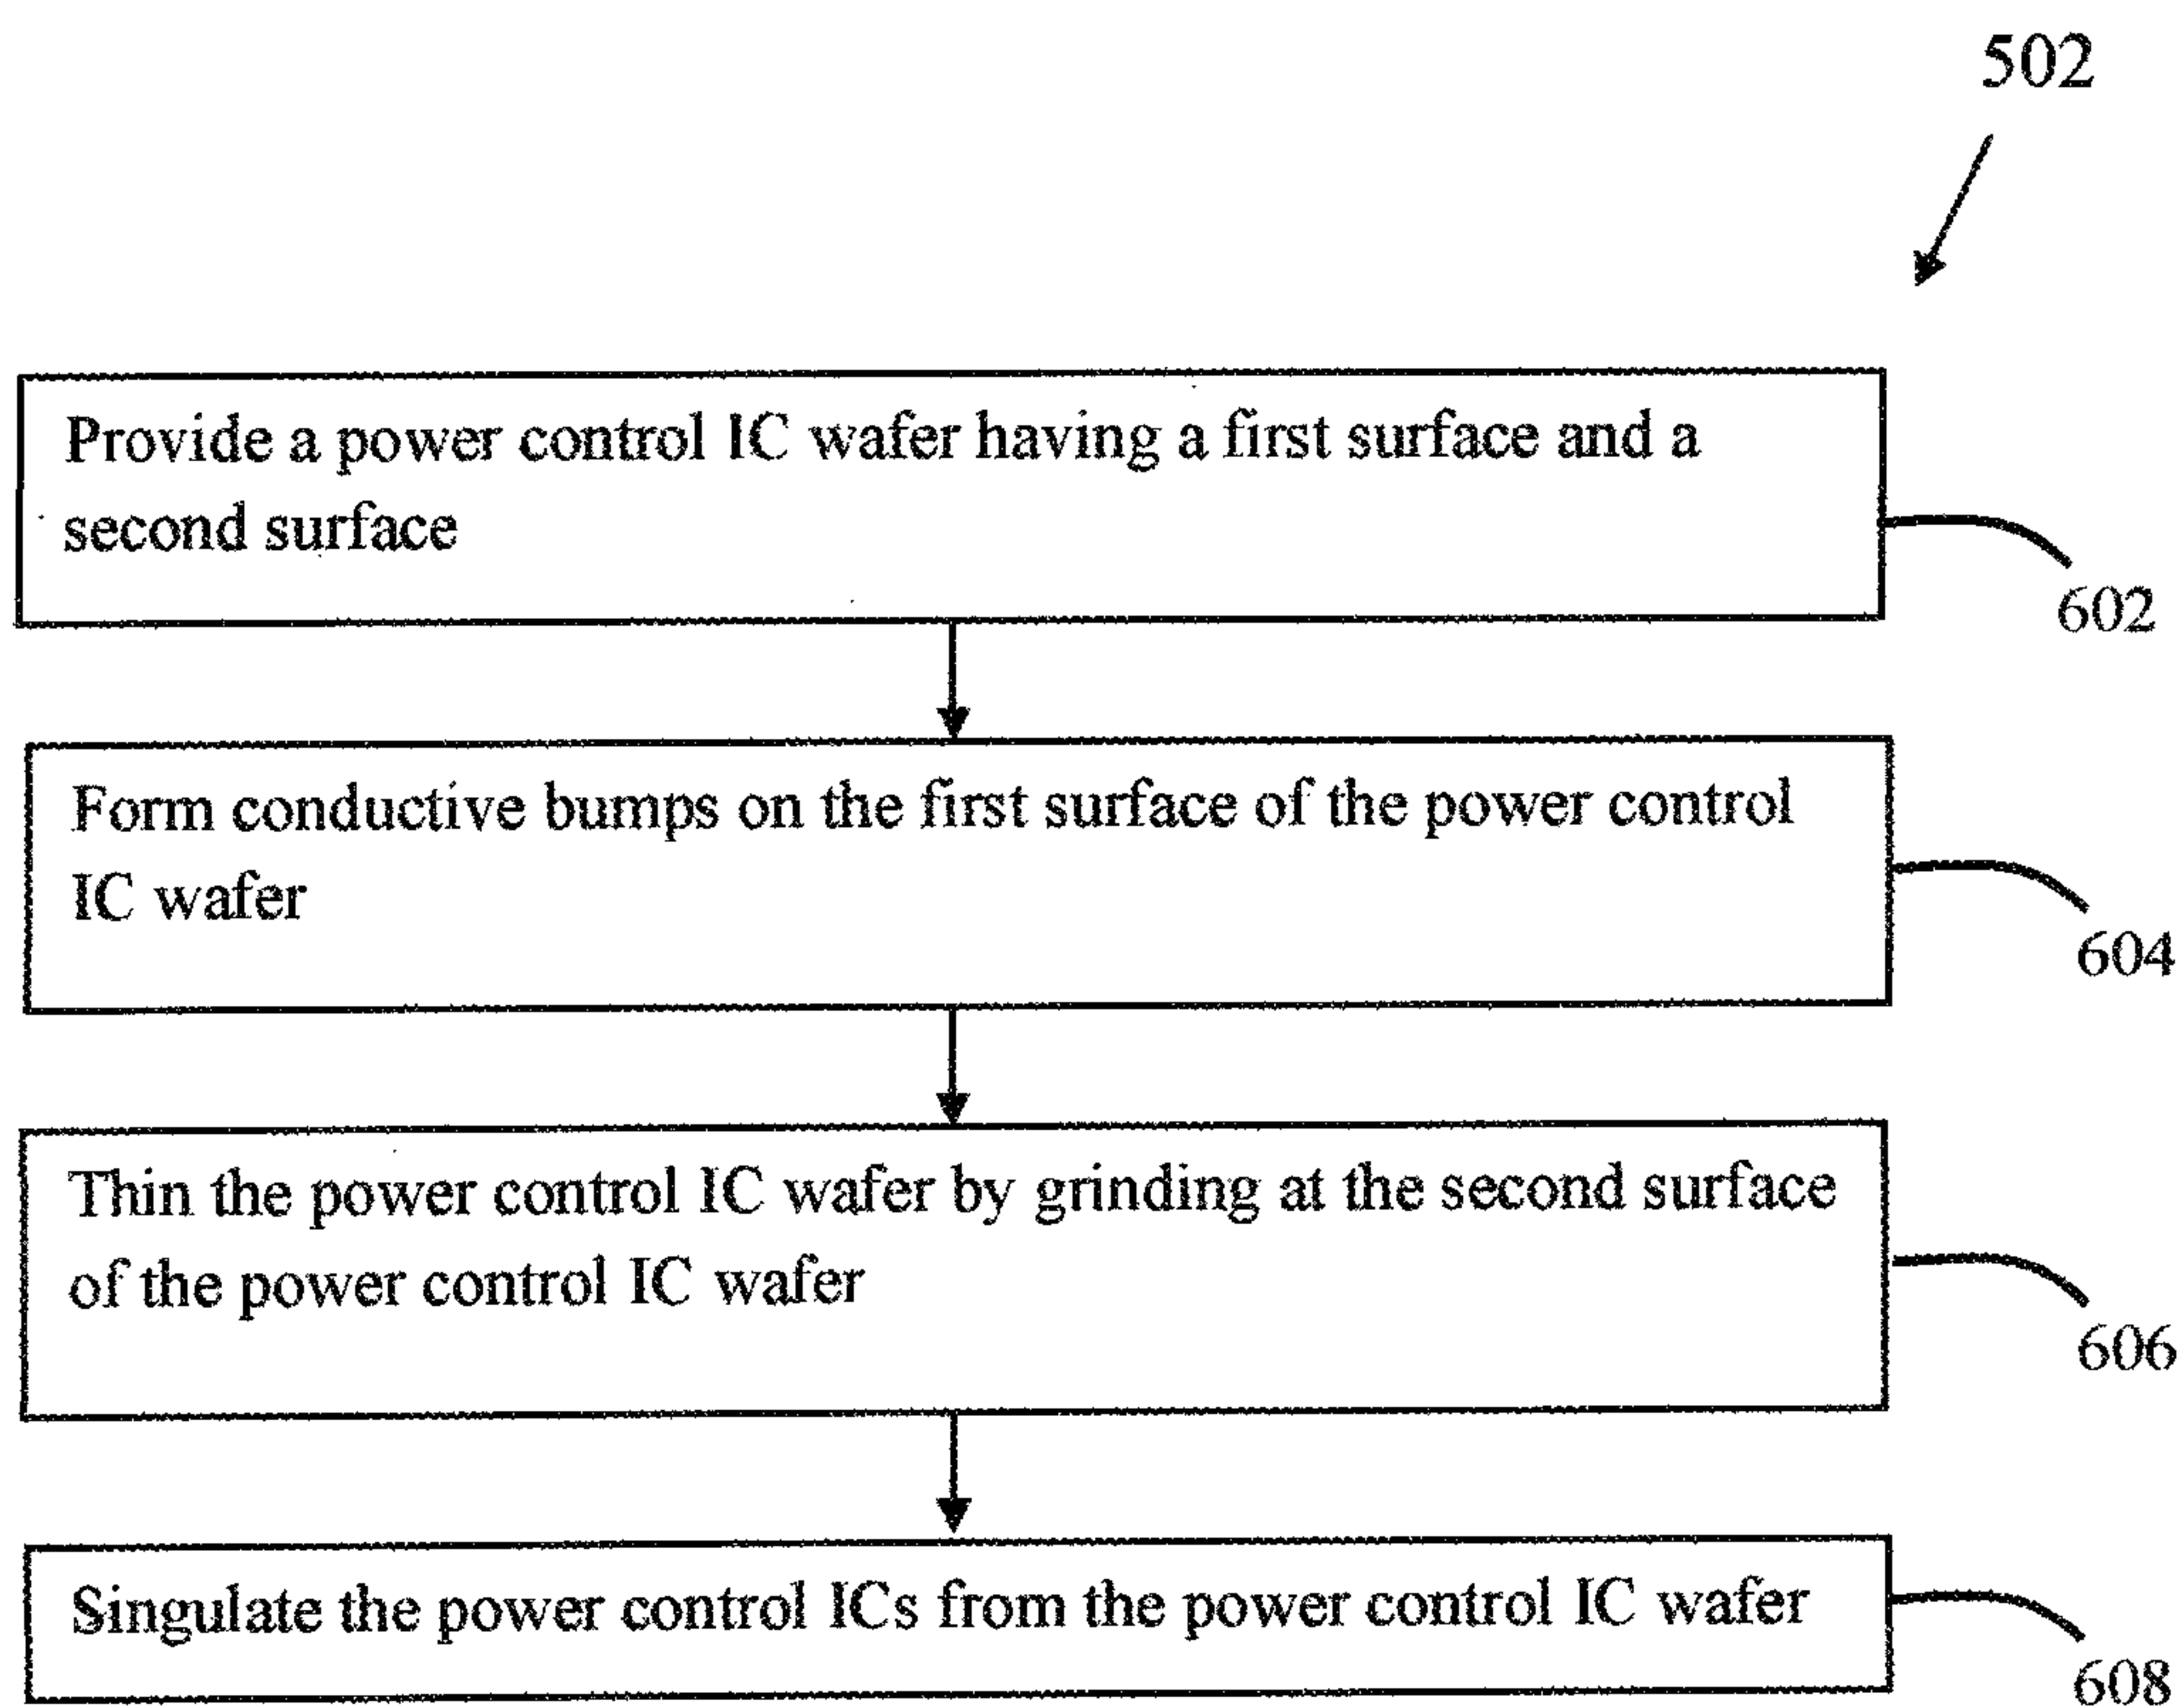 502
Provide a power control IC wafer having a first surface and a
second surface
602
Form conductive bumps on the first surface of the power control
IC wafer
604
Thin the power control IC wafer by grinding at the second surface
of the power control IC wafer
606
Singulate the power control ICs from the power control IC wafer
608